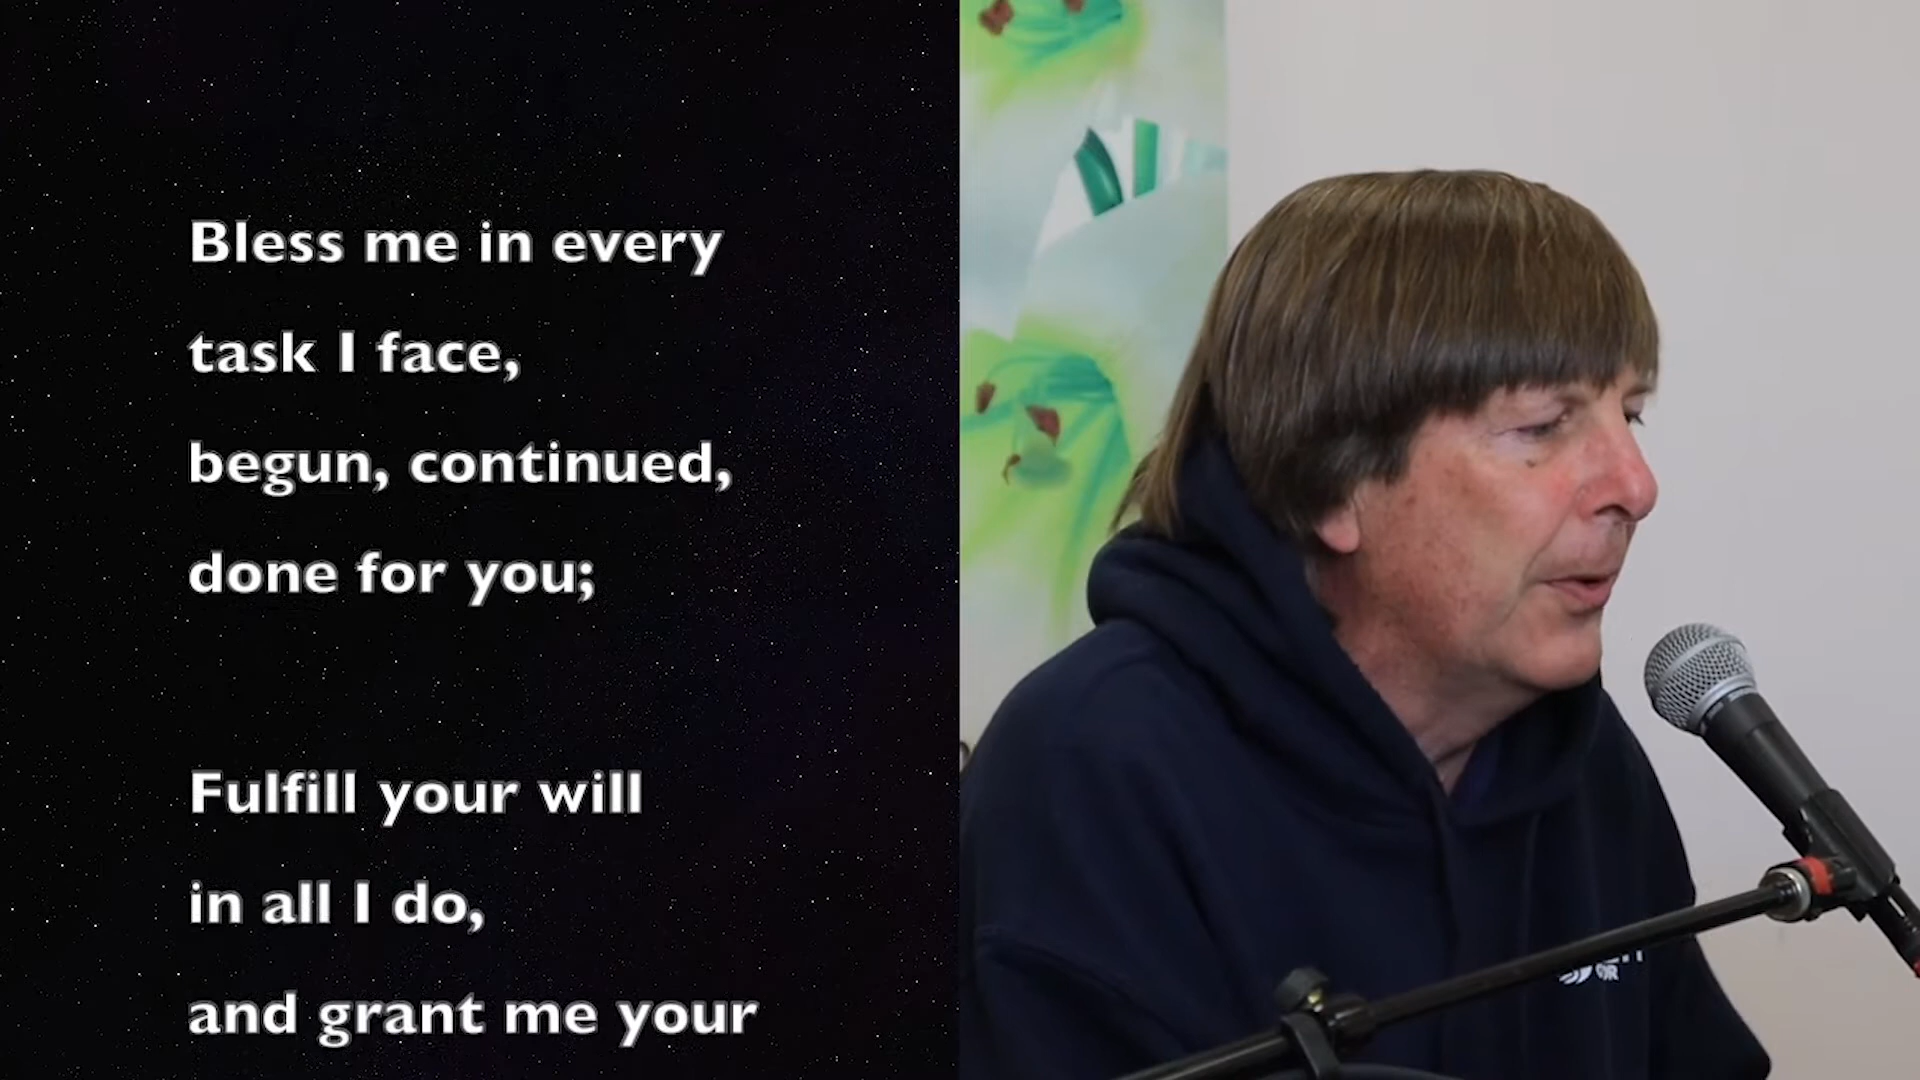 Bless me in every
task I face,
begun, continued,
done for you;
Fulfill your will
in all I do,
and grant me your